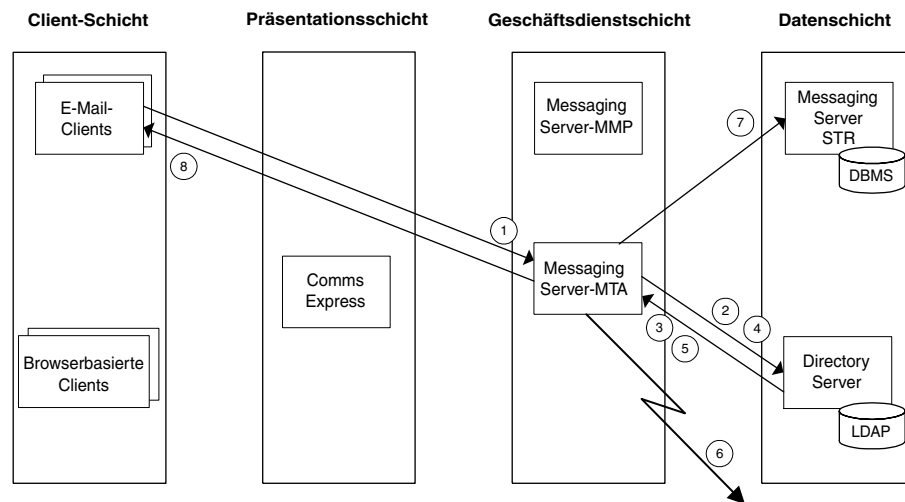 Client-Schicht
Präsentationsschicht
Geschäftsdienstschicht
Datenschicht
E-Mail-
Clients
Messaging
Server-MMP
Messaging
Server
STR
DBMS
7
8
1
Messaging
Server-MTA
Comms
Express
2
3
4
5
Browserbasierte
Clients
Directory
Server
LDAP
6